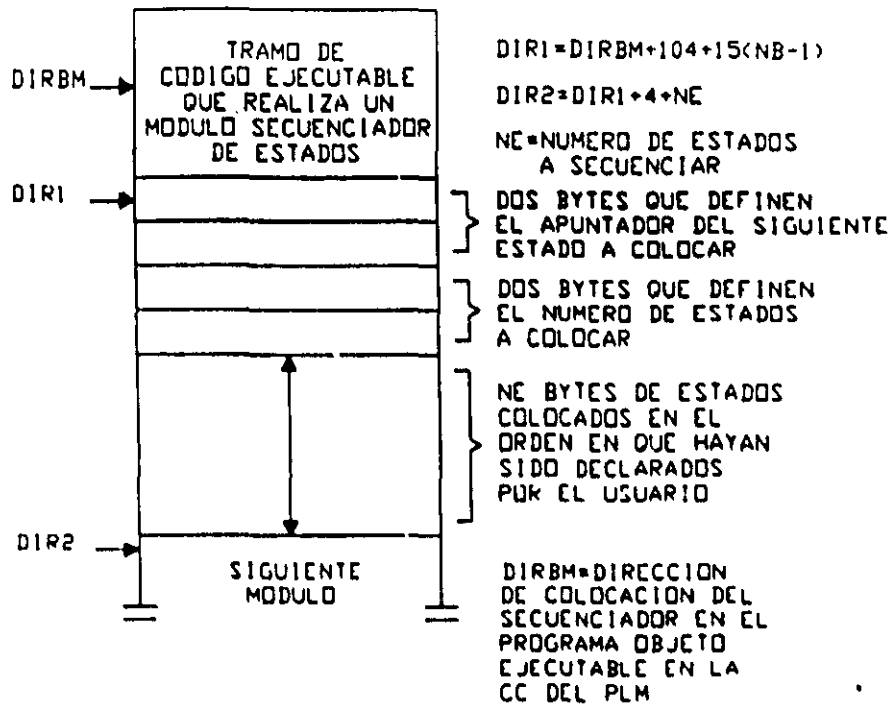 TRAMO DE
CODIGO EJECUTABLE
QUE REALIZA UN
MODULO SECUENCIADOR
DE ESTADOS
DIRBM
DIR1
DIR2
SIGUIENTE
MODULO
DIR1=DIRBM+104+15(NB-1)
DIR2=DIR1+4+NE
NE=NUMERO DE ESTADOS
A SECUENCIAR
DOS BYTES QUE DEFINEN
EL APUNTADOR DEL SIGUIENTE
ESTADO A COLOCAR
DOS BYTES QUE DEFINEN
EL NUMERO DE ESTADOS
A COLOCAR
NE BYTES DE ESTADOS
COLOCADOS EN EL
ORDEN EN QUE HAYAN
SIDO DECLARADOS
POR EL USUARIO
DIRBM=DIRECCION
DE COLOCACION DEL
SECUENCIADOR EN EL
PROGRAMA OBJETO
EJECUTABLE EN LA
CC DEL PLM